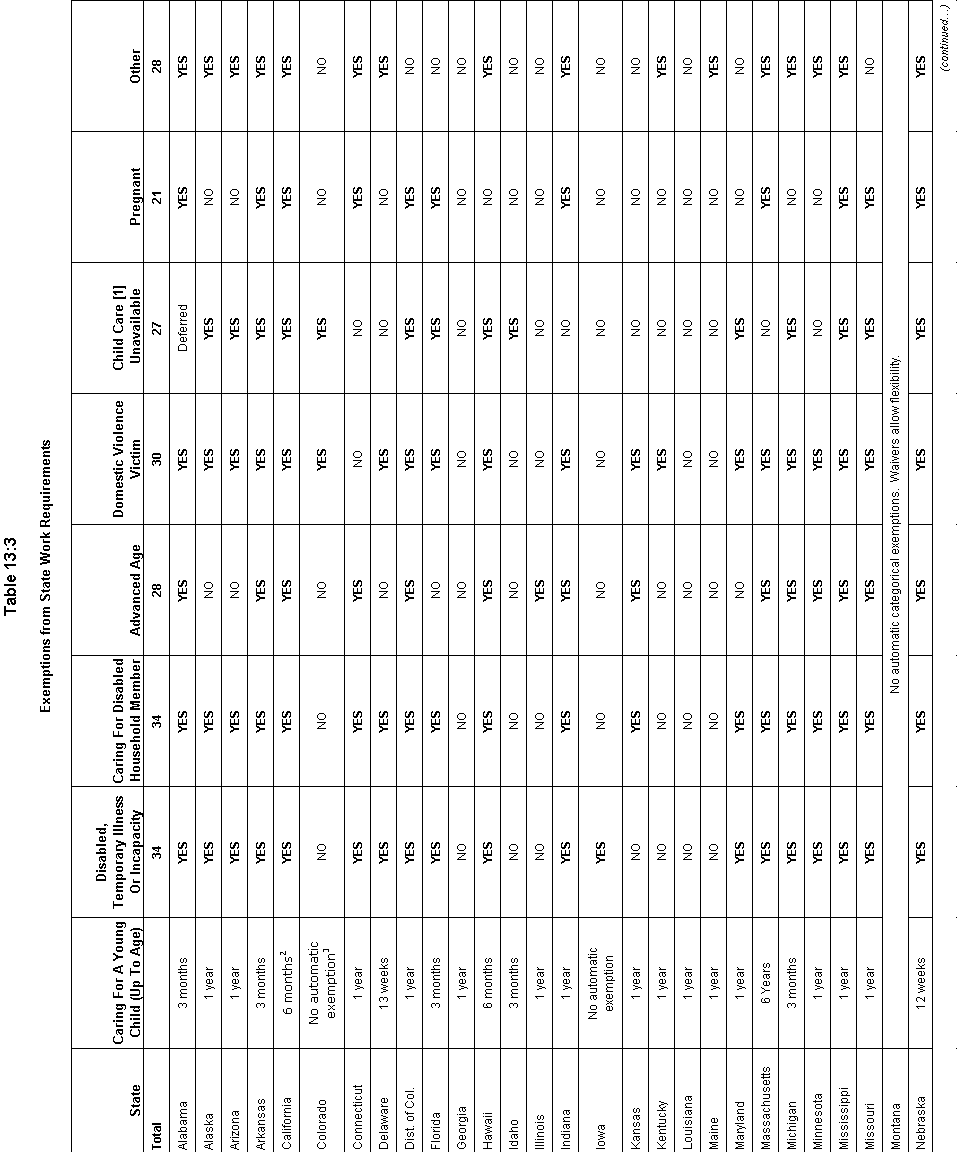 Table 13:3
Exemptions from State Work Requirements
State | Caring For A Young Child (Up To Age) | Disabled, Temporary Illness Or Incapacity | Caring For Disabled Household Member | Advanced Age | Domestic Violence Victim | Child Care [1] Unavailable | Pregnant | Other
Total | | 34 | 34 | 28 | 30 | 27 | 21 | 28
Alabama | 3 months | YES | YES | YES | YES | Deferred | YES | YES
Alaska | 1 year | YES | YES | NO | YES | YES | NO | YES
Arizona | 1 year | YES | YES | NO | YES | YES | NO | YES
Arkansas | 3 months | YES | YES | YES | YES | YES | YES | YES
California | 6 months² | YES | YES | YES | YES | YES | YES | YES
Colorado | No automatic exemption³ | NO | NO | NO | YES | YES | NO | NO
Connecticut | 1 year | YES | YES | YES | NO | NO | YES | YES
Delaware | 13 weeks | YES | YES | NO | YES | NO | NO | YES
Dist. of Col. | 1 year | YES | YES | YES | YES | YES | YES | NO
Florida | 3 months | YES | YES | NO | YES | YES | YES | NO
Georgia | 1 year | NO | NO | NO | NO | NO | NO | NO
Hawaii | 6 months | YES | YES | YES | YES | YES | NO | YES
Idaho | 3 months | NO | NO | NO | NO | YES | NO | NO
Illinois | 1 year | NO | NO | YES | NO | NO | NO | NO
Indiana | 1 year | YES | YES | YES | YES | NO | YES | YES
Iowa | No automatic exemption | YES | NO | NO | NO | NO | NO | NO
Kansas | 1 year | NO | YES | YES | YES | NO | NO | NO
Kentucky | 1 year | NO | NO | NO | YES | NO | NO | YES
Louisiana | 1 year | NO | NO | NO | NO | NO | NO | NO
Maine | 1 year | NO | NO | NO | NO | NO | NO | YES
Maryland | 1 year | YES | YES | NO | YES | YES | NO | NO
Massachusetts | 6 Years | YES | YES | YES | YES | NO | YES | YES
Michigan | 3 months | YES | YES | YES | YES | YES | NO | YES
Minnesota | 1 year | YES | YES | YES | YES | NO | NO | YES
Mississippi | 1 year | YES | YES | YES | YES | YES | YES | YES
Missouri | 1 year | YES | YES | YES | YES | YES | YES | NO
Montana | No automatic categorical exemptions. Waivers allow flexibility.
Nebraska | 12 weeks | YES | YES | YES | YES | YES | YES | YES
(continued...)